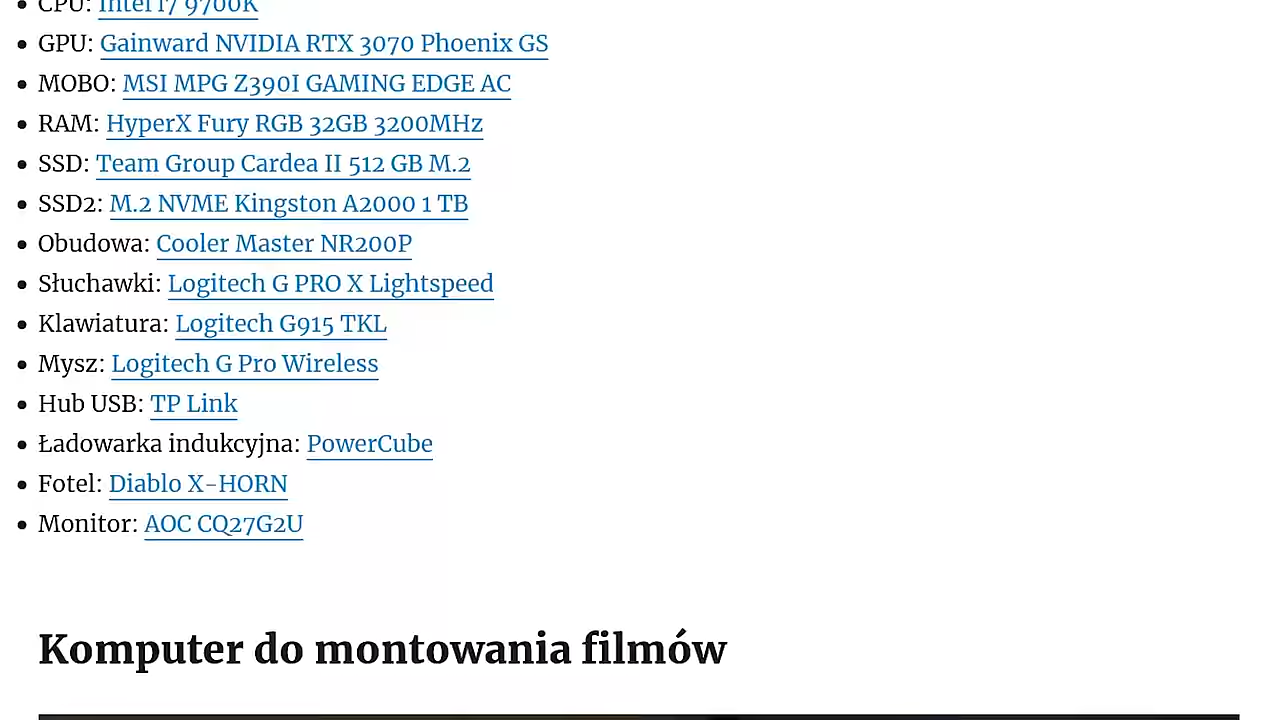 CPU: Intel i7 9700K
GPU: Gainward NVIDIA RTX 3070 Phoenix GS
MOBO: MSI MPG Z390I GAMING EDGE AC
RAM: HyperX Fury RGB 32GB 3200MHz
SSD: Team Group Cardea II 512 GB M.2
SSD2: M.2 NVME Kingston A2000 1 TB
Obudowa: Cooler Master NR200P
Słuchawki: Logitech G PRO X Lightspeed
Klawiatura: Logitech G915 TKL
Mysz: Logitech G Pro Wireless
Hub USB: TP Link
Ładowarka indukcyjna: PowerCube
Fotel: Diablo X-HORN
Monitor: AOC CQ27G2U
Komputer do montowania filmów